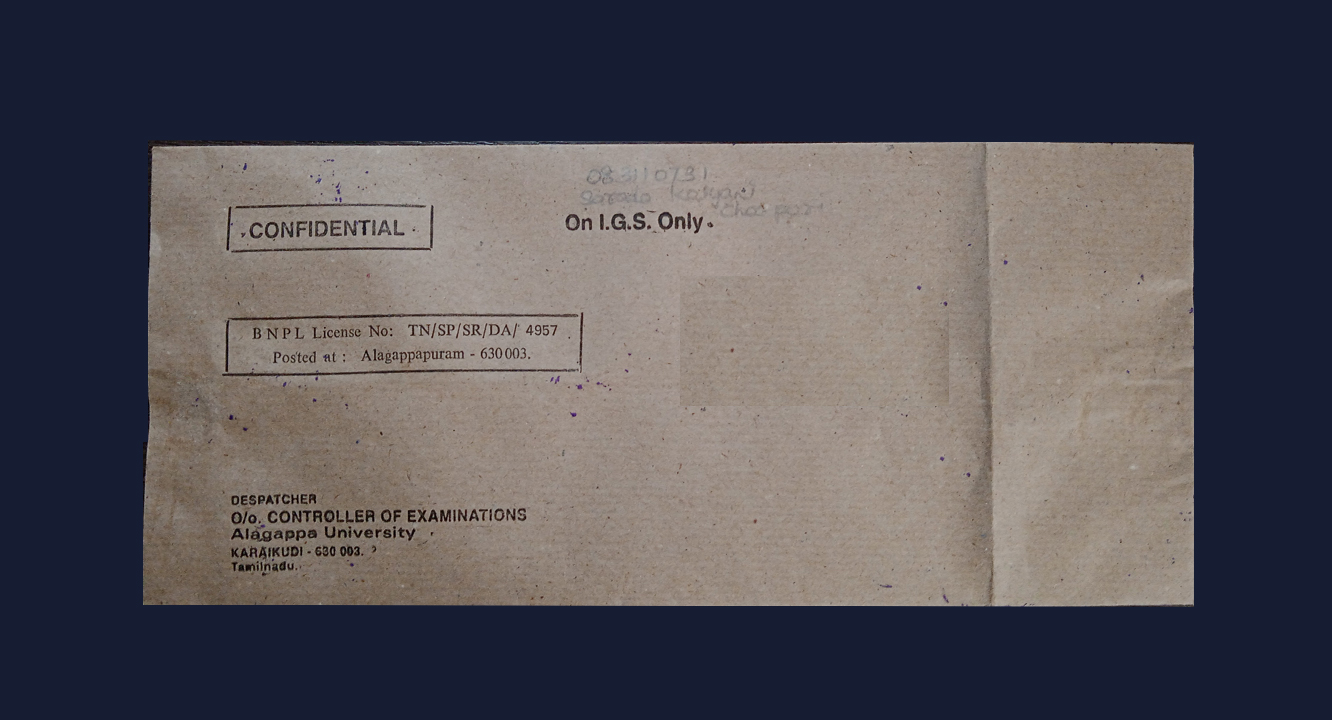 CONFIDENTIAL
On I.G.S. Only.
BNPL License No: TN/SP/SR/DA/ 4957
Posted at : Alagappapuram - 630003.
DESPATCHER
O/o. CONTROLLER OF EXAMINATIONS
Alagappa University
KARAIKUDI - 630 003.
Tamilnadu.